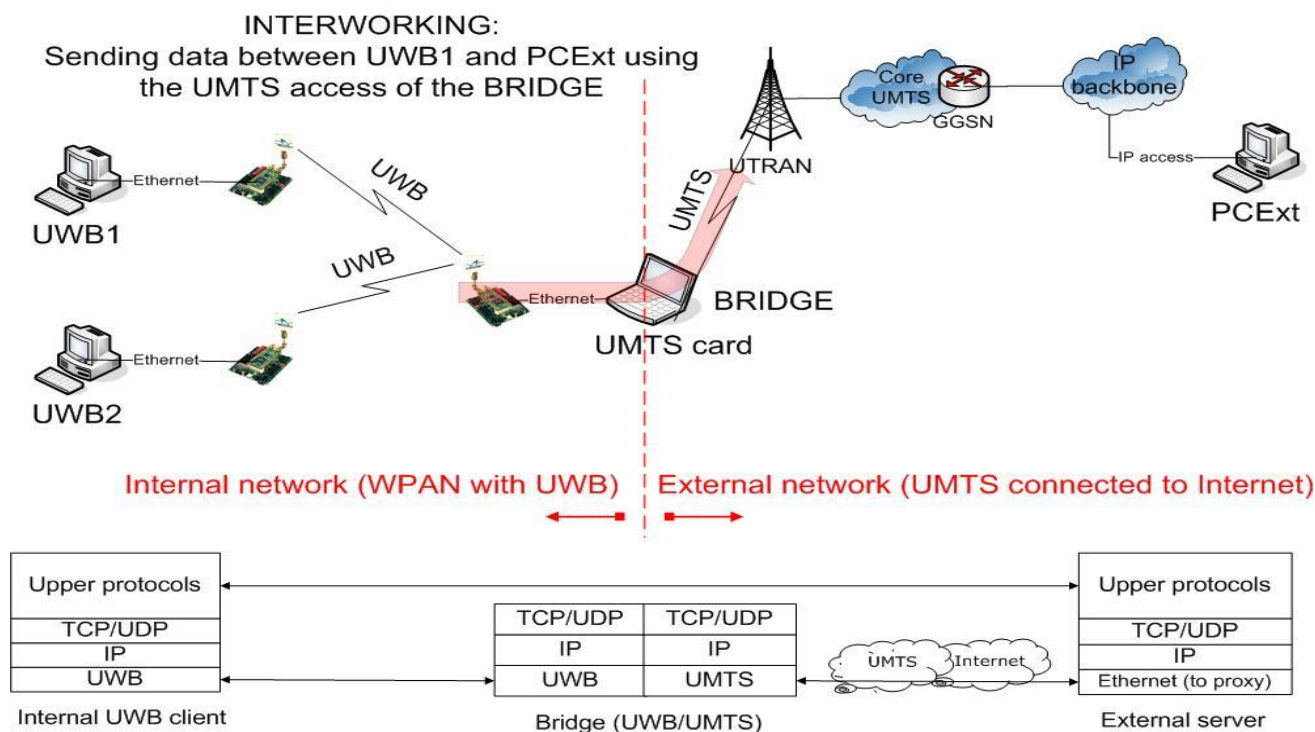 INTERWORKING:
Sending data between UWB1 and PCExt using
the UMTS access of the BRIDGE
Core
UMTS
GGSN
IP
backbone
UTRAN
IP access
PCExt
Ethernet
UWB1
UWB
UWB
UMTS
Ethernet
BRIDGE
UMTS card
Ethernet
UWB2
Internal network (WPAN with UWB)
External network (UMTS connected to Internet)
Upper protocols
TCP/UDP
IP
UWB
Internal UWB client
TCP/UDP
TCP/UDP
IP
IP
UWB
UMTS
Bridge (UWB/UMTS)
UMTS
Internet
Upper protocols
TCP/UDP
IP
Ethernet (to proxy)
External server